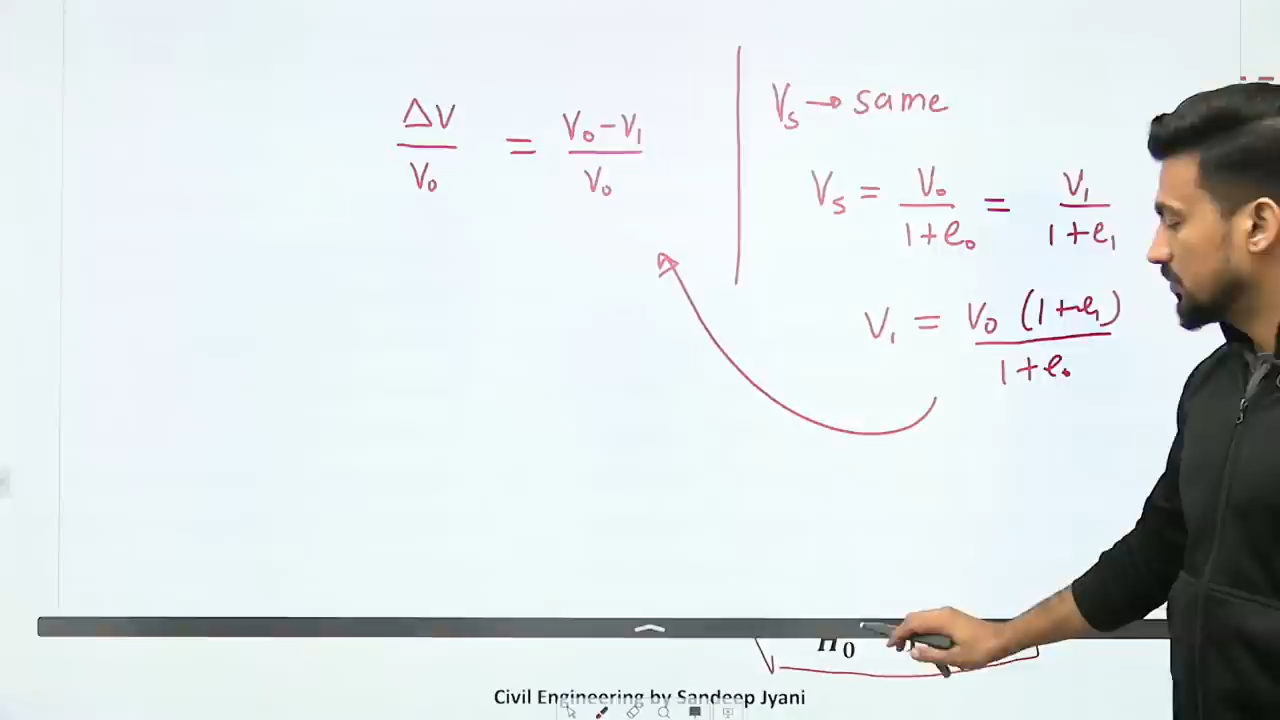 ΔV/V₀ = V₀ – V₁/V₀
Vₛ → same
Vₛ = V₀/1+e₀ = V₁/1+e₁
V₁ = V₀ (1+e₁)/1+e₀
H₀
Civil Engineering by Sandeep Jyani